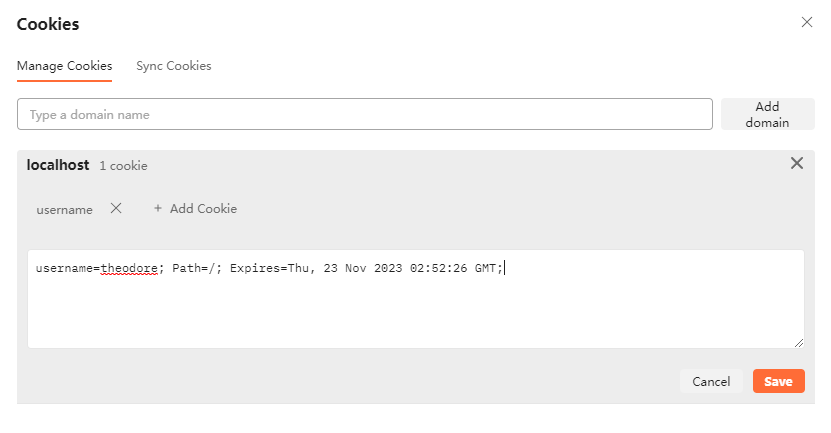 Cookies
Manage Cookies
Sync Cookies
Type a domain name
Add
domain
localhost 1 cookie
username
+ Add Cookie
username=theodore; Path=/; Expires=Thu, 23 Nov 2023 02:52:26 GMT;
Cancel
Save